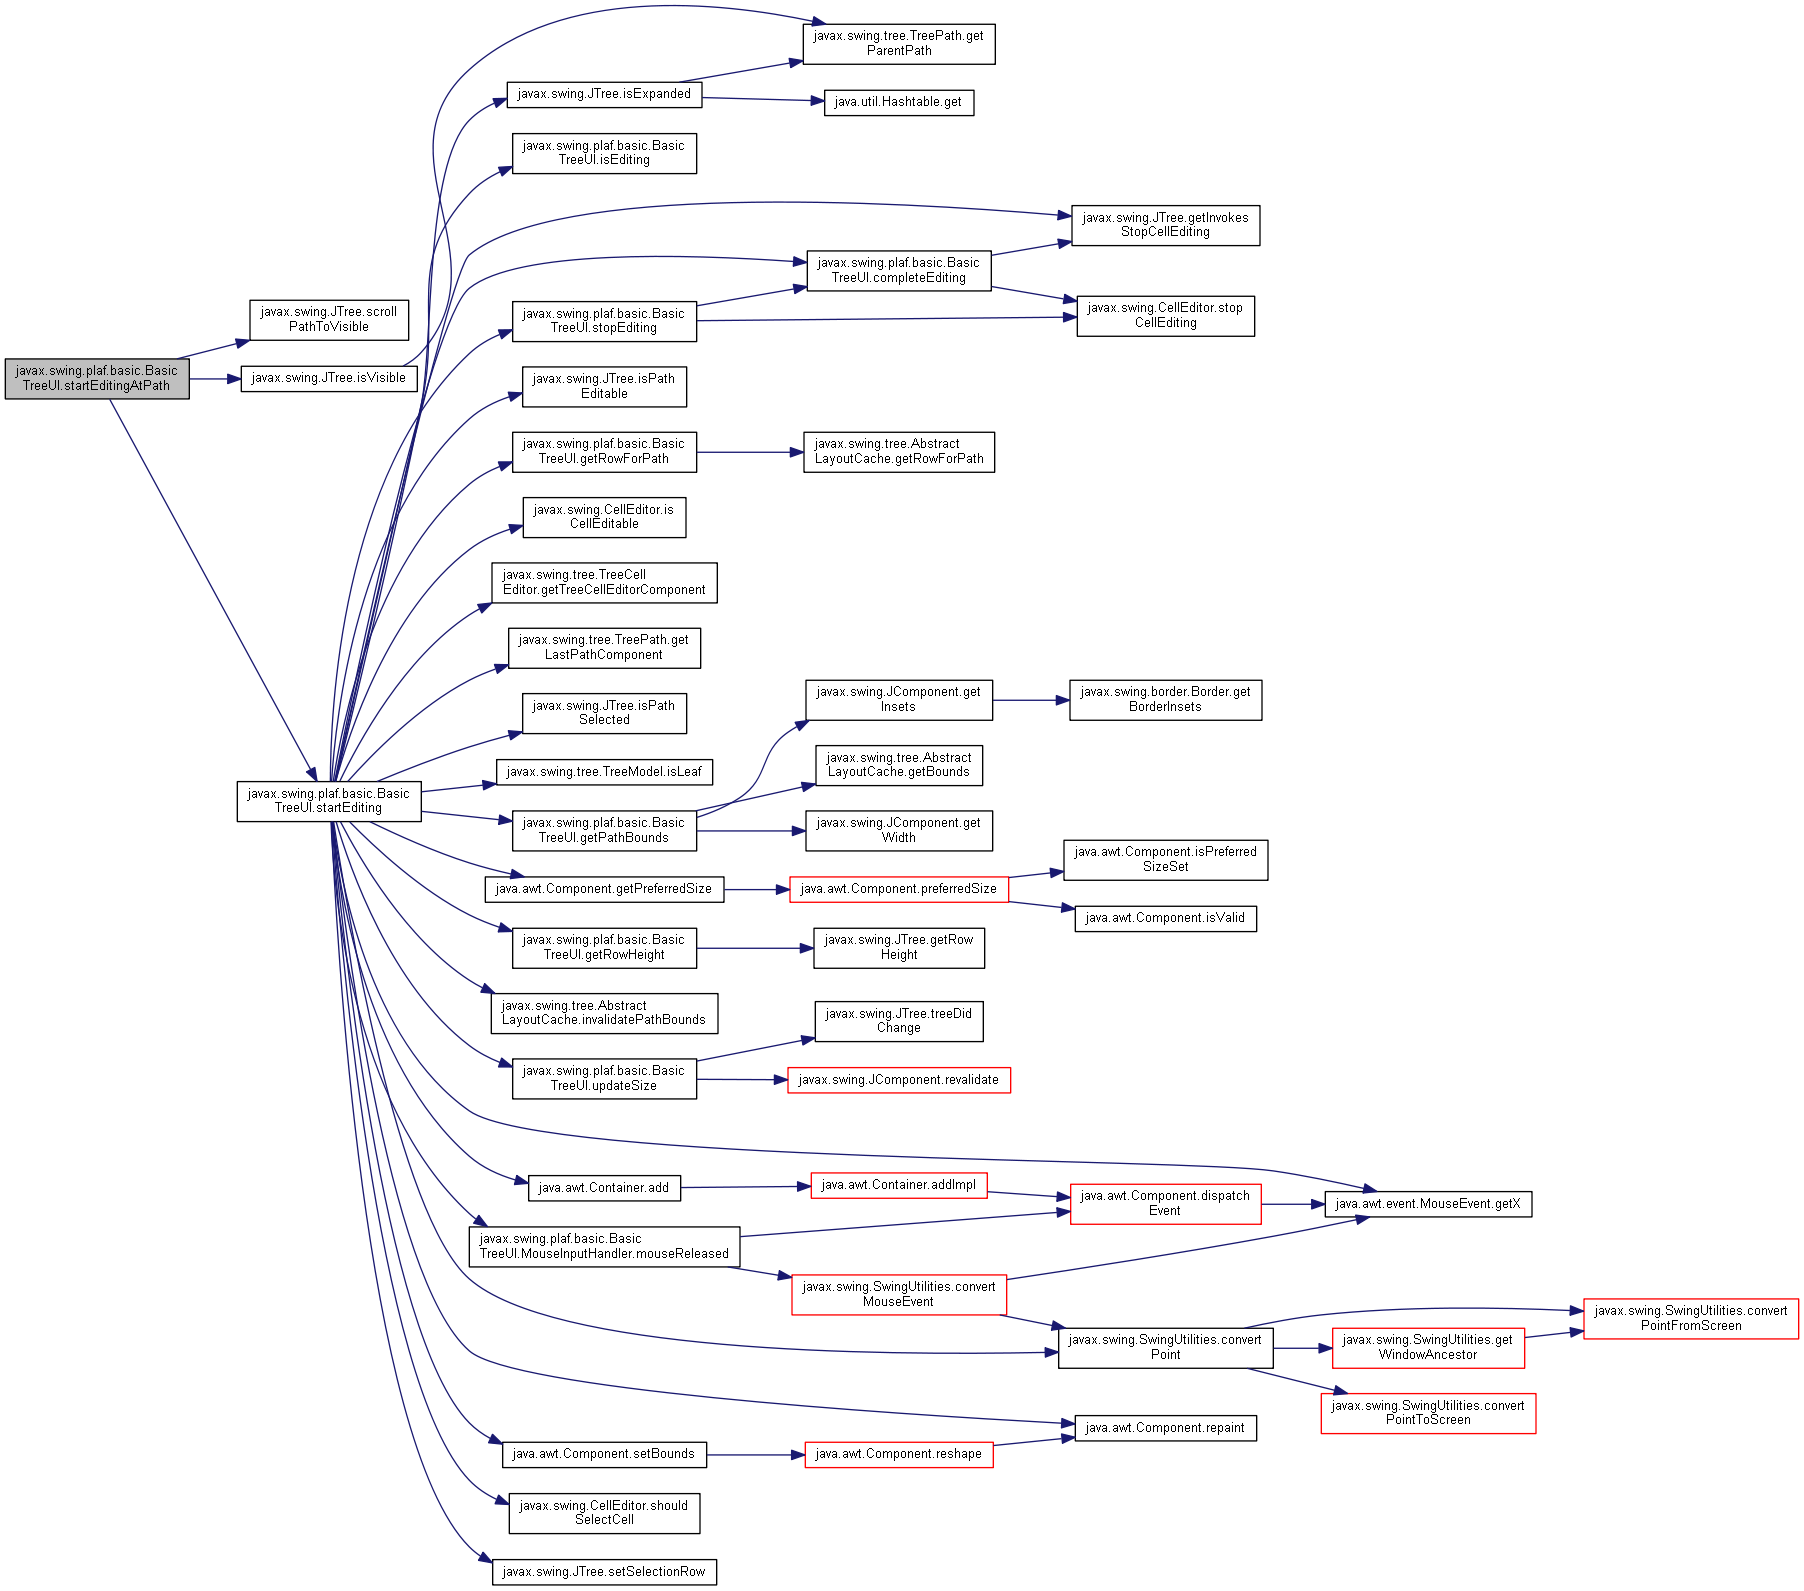 javax.swing.tree.TreePath.get
ParentPath
javax.swing.JTree.isExpanded
java.util.Hashtable.get
javax.swing.plaf.basic.Basic
TreeUI.isEditing
javax.swing.JTree.getInvokes
StopCellEditing
javax.swing.plaf.basic.Basic
TreeUI.completeEditing
javax.swing.JTree.scroll
PathToVisible
javax.swing.plaf.basic.Basic
TreeUI.stopEditing
javax.swing.CellEditor.stop
CellEditing
javax.swing.plaf.basic.Basic
TreeUI.startEditingAtPath
javax.swing.JTree.isVisible
javax.swing.JTree.isPath
Editable
javax.swing.plaf.basic.Basic
TreeUI.getRowForPath
javax.swing.tree.Abstract
LayoutCache.getRowForPath
javax.swing.CellEditor.is
CellEditable
javax.swing.tree.TreeCell
Editor.getTreeCellEditorComponent
javax.swing.tree.TreePath.get
LastPathComponent
javax.swing.JTree.isPath
Selected
javax.swing.JComponent.get
Insets
javax.swing.border.Border.get
BorderInsets
javax.swing.tree.TreeModel.isLeaf
javax.swing.tree.Abstract
LayoutCache.getBounds
javax.swing.plaf.basic.Basic
TreeUI.startEditing
javax.swing.plaf.basic.Basic
TreeUI.getPathBounds
javax.swing.JComponent.get
Width
java.awt.Component.getPreferredSize
java.awt.Component.preferredSize
java.awt.Component.isPreferred
SizeSet
java.awt.Component.isValid
javax.swing.plaf.basic.Basic
TreeUI.getRowHeight
javax.swing.JTree.getRow
Height
javax.swing.tree.Abstract
LayoutCache.invalidatePathBounds
javax.swing.JTree.treeDid
Change
javax.swing.plaf.basic.Basic
TreeUI.updateSize
javax.swing.JComponent.revalidate
java.awt.Container.add
java.awt.Container.addImpl
java.awt.Component.dispatch
Event
java.awt.event.MouseEvent.getX
javax.swing.plaf.basic.Basic
TreeUI.MouseInputHandler.mouseReleased
javax.swing.SwingUtilities.convert
MouseEvent
javax.swing.SwingUtilities.convert
Point
javax.swing.SwingUtilities.get
WindowAncestor
javax.swing.SwingUtilities.convert
PointFromScreen
javax.swing.SwingUtilities.convert
PointToScreen
java.awt.Component.repaint
java.awt.Component.setBounds
java.awt.Component.reshape
javax.swing.CellEditor.should
SelectCell
javax.swing.JTree.setSelectionRow